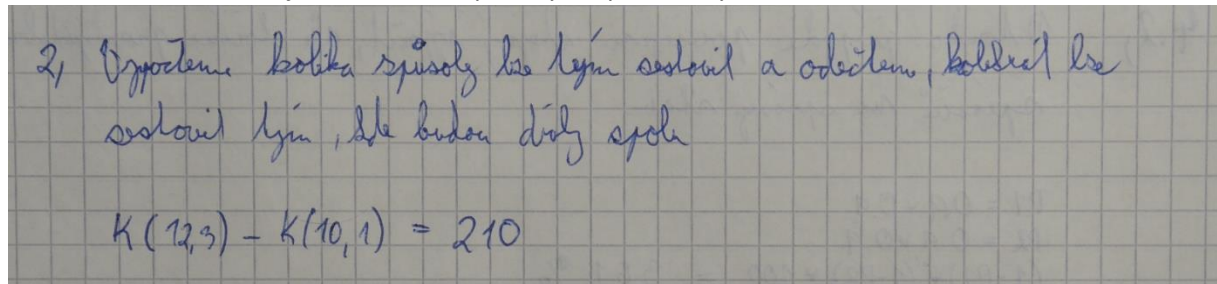 2, Vypočteme kolika způsoby lze tým sestavit a odečteme, kolikrát lze
sestavit tým, kde budou dívky spolu
K(12,3) - K(10,1) = 210